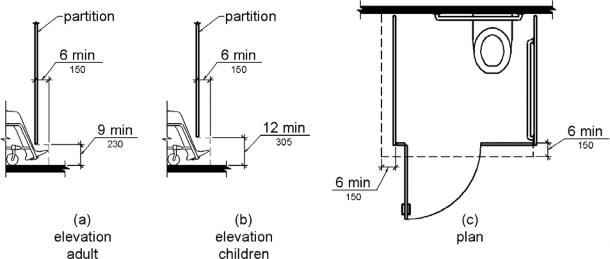 partition
6 min
150
9 min
230
(a)
elevation
adult
partition
6 min
150
12 min
305
(b)
elevation
children
6 min
150
6 min
150
(c)
plan